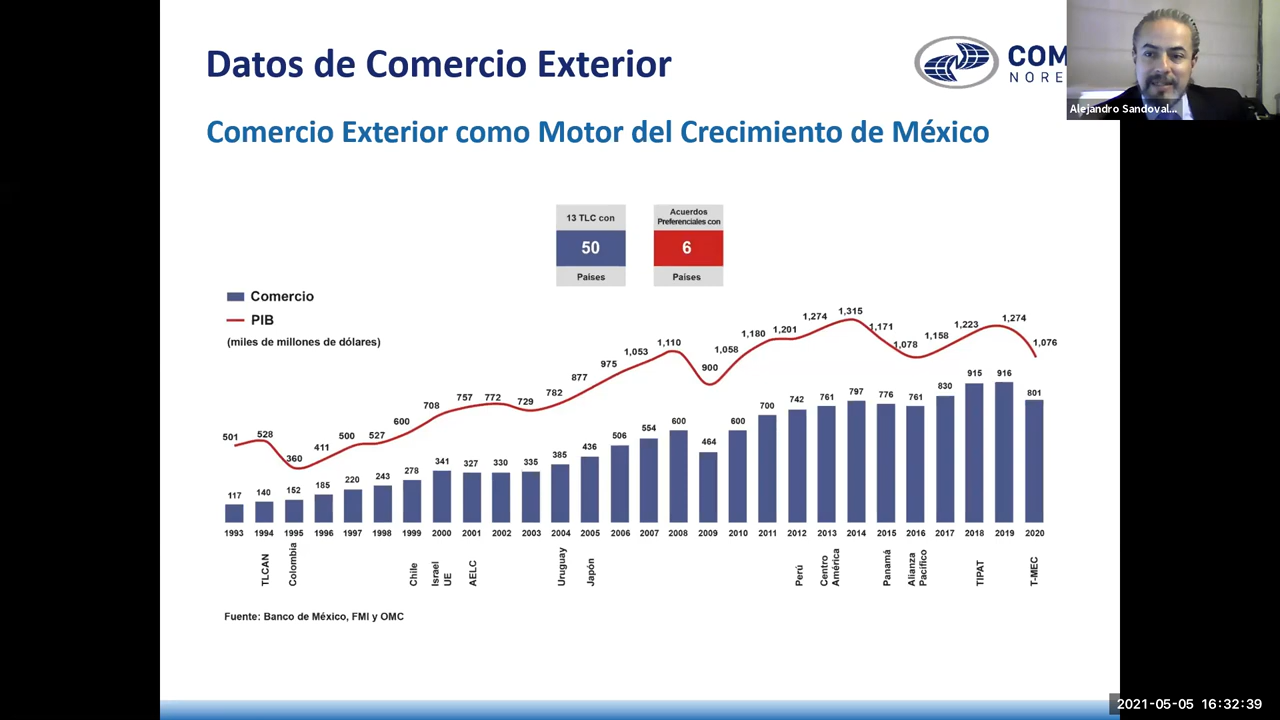 Datos de Comercio Exterior
COM
NORE
Alejandro Sandoval...
Comercio Exterior como Motor del Crecimiento de México
13 TLC con
50
Paises
Acuerdos
Preferenciales con
6
Paises
Comercio
PIB
(miles de millones de dólares)
501 528 360 411 500 527 600 708 757 772 729 782 877 975 1,053 1,110 900 1,058 1,180 1,201 1,274 1,315 1,171 1,078 1,158 1,223 1,274 1,076
117 140 152 185 220 243 278 341 327 330 335 385 436 506 554 600 464 600 700 742 761 797 776 761 830 915 916 801
1993 1994 1995 1996 1997 1998 1999 2000 2001 2002 2003 2004 2005 2006 2007 2008 2009 2010 2011 2012 2013 2014 2015 2016 2017 2018 2019 2020
TLCAN
Colombia
Chile
Israel
UE
AELC
Uruguay
Japón
Perú
Centro
América
Panamá
Alianza
Pacífico
TIPAT
T-MEC
Fuente: Banco de México, FMI y OMC
2021-05-05 16:32:39